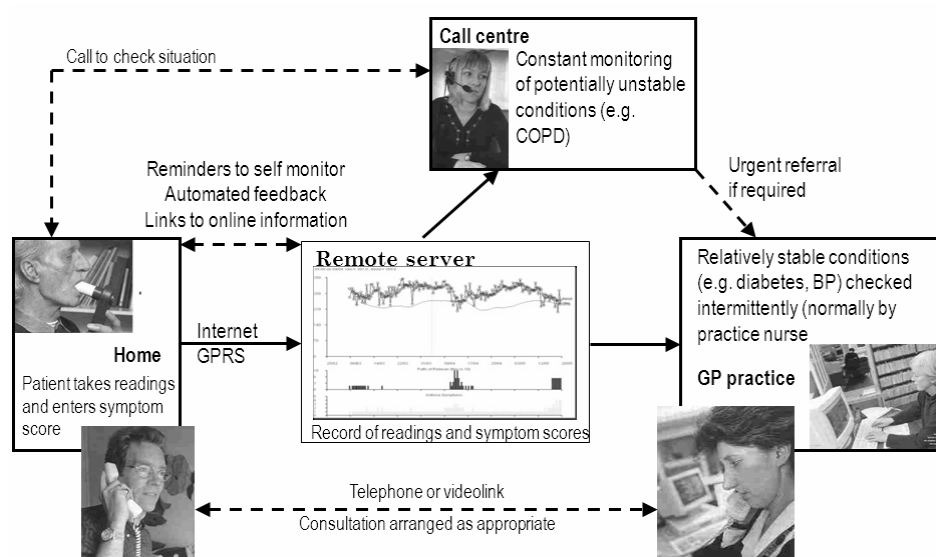 Call centre
Constant monitoring
of potentially unstable
conditions (e.g.
COPD)
Call to check situation
Reminders to self monitor
Automated feedback
Links to online information
Urgent referral
if required
Remote server
Record of readings and symptom scores
Internet
GPRS
Home
Patient takes readings
and enters symptom
score
Relatively stable conditions
(e.g. diabetes, BP) checked
intermittently (normally by
practice nurse
GP practice
Telephone or videolink
Consultation arranged as appropriate